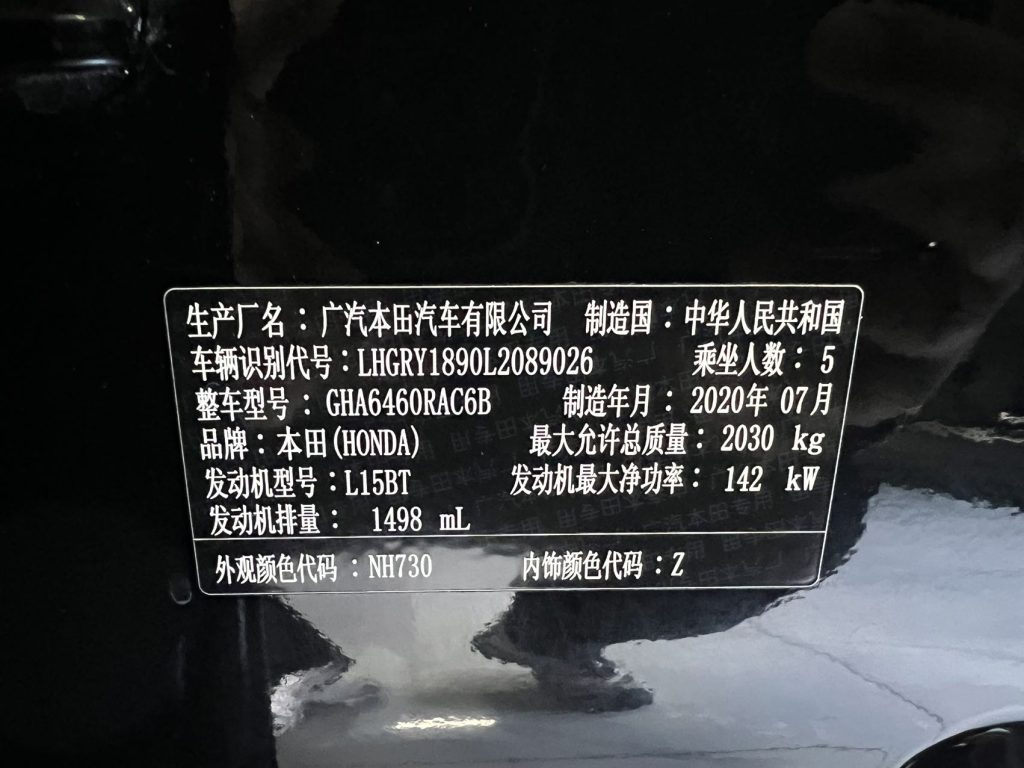 生产厂名：广汽本田汽车有限公司 制造国：中华人民共和国
车辆识别代号：LHGRY1890L2089026 乘坐人数：5
整车型号：GHA6460RAC6B 制造年月：2020年 07月
品牌：本田(HONDA) 最大允许总质量：2030 kg
发动机型号：L15BT 发动机最大净功率：142 kW
发动机排量：1498 mL
外观颜色代码：NH730 内饰颜色代码：Z